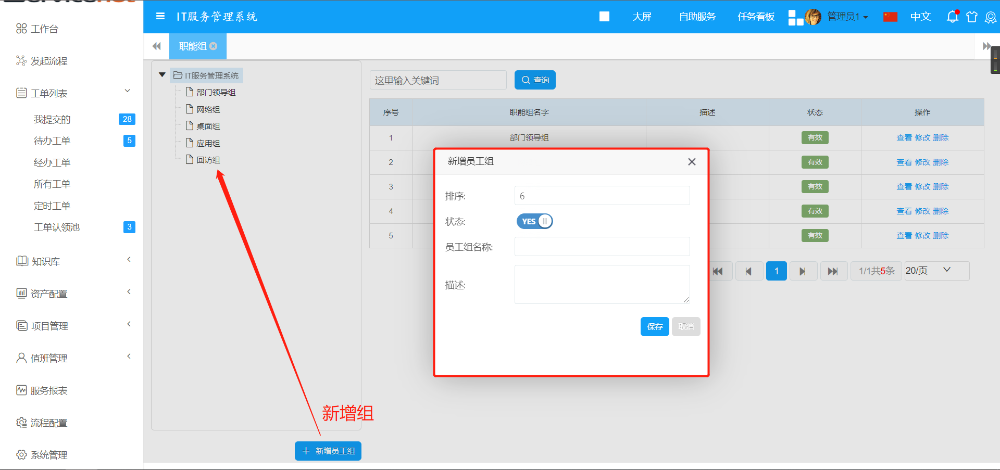 IT服务管理系统
大屏
自助服务
任务看板
管理员1
中文
工作台
发起流程
工单列表
我提交的 28
待办工单 5
经办工单
所有工单
定时工单
工单认领池 3
知识库
资产配置
项目管理
值班管理
服务报表
流程配置
系统管理
职能组
IT服务管理系统
部门领导组
网络组
桌面组
应用组
回访组
新增组
新增员工组
这里输入关键词
查询
序号 职能组名字 描述 状态 操作
1 部门领导组 有效 查看 修改 删除
2 有效 查看 修改 删除
3 有效 查看 修改 删除
4 有效 查看 修改 删除
5 有效 查看 修改 删除
1
1/1共5条
20/页
新增员工组
排序: 6
状态: YES
员工组名称:
描述:
保存 取消